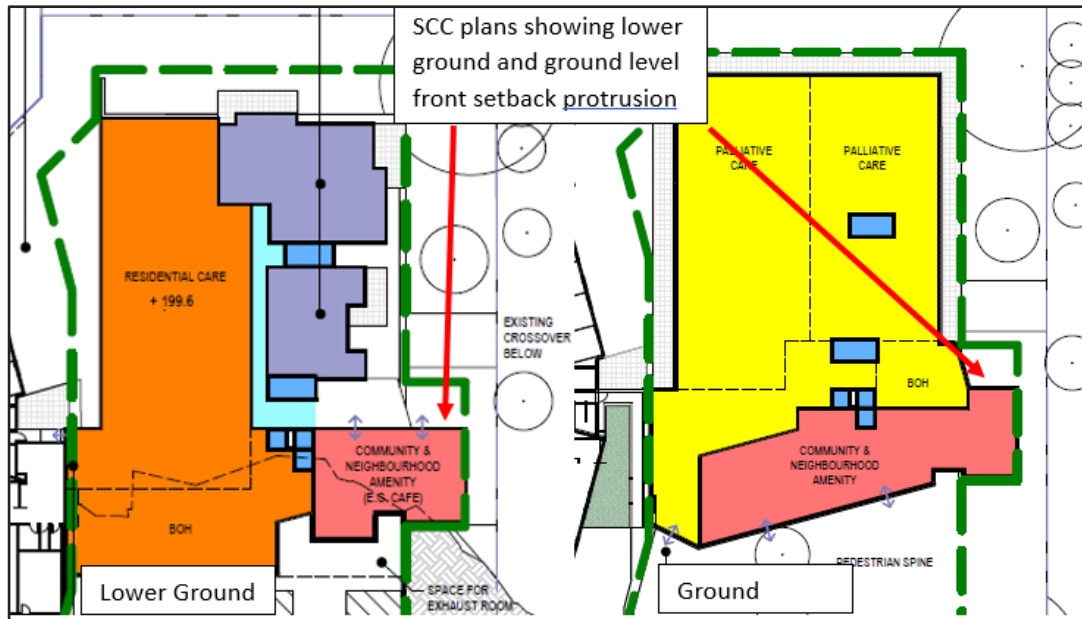 SCC plans showing lower
ground and ground level
front setback protrusion
RESIDENTIAL CARE
+ 199.6
EXISTING
CROSSOVER
BELOW
COMMUNITY &
NEIGHBOURHOOD
AMENITY
(E.G. CAFE)
BOH
SPACE FOR
EXHAUST ROOM
Lower Ground
PALLIATIVE
CARE
PALLIATIVE
CARE
BOH
COMMUNITY &
NEIGHBOURHOOD
AMENITY
PEDESTRIAN SPINE
Ground